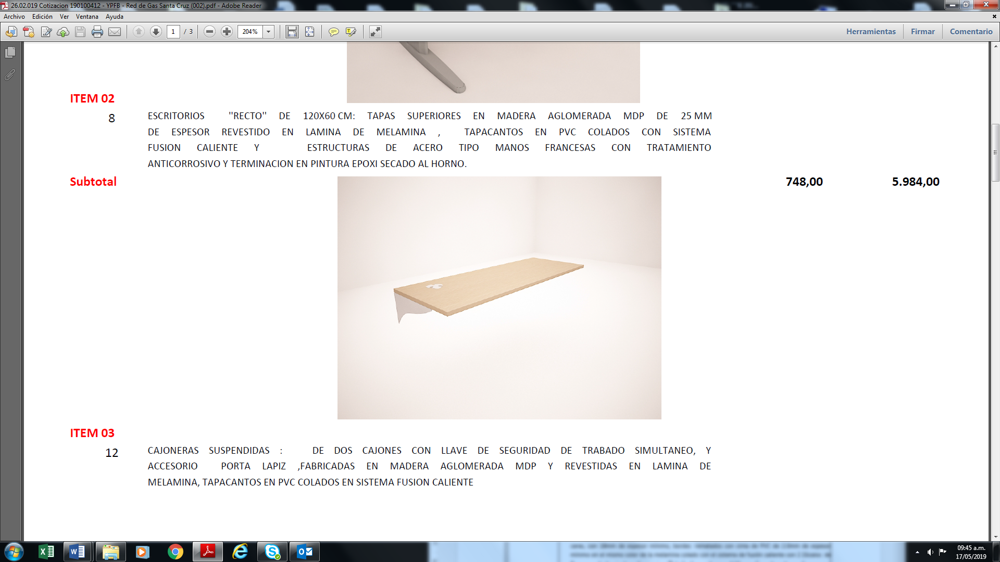 26.02.019 Cotizacion 190100412 - YPFB - Red de Gas Santa Cruz (002).pdf - Adobe Reader
Archivo Edición Ver Ventana Ayuda
1 / 3 204% Herramientas Firmar Comentario
ITEM 02
8 ESCRITORIOS "RECTO" DE 120X60 CM: TAPAS SUPERIORES EN MADERA AGLOMERADA MDP DE 25 MM
DE ESPESOR REVESTIDO EN LAMINA DE MELAMINA , TAPACANTOS EN PVC COLADOS CON SISTEMA
FUSION CALIENTE Y ESTRUCTURAS DE ACERO TIPO MANOS FRANCESAS CON TRATAMIENTO
ANTICORROSIVO Y TERMINACION EN PINTURA EPOXI SECADO AL HORNO.
Subtotal 748,00 5.984,00
ITEM 03
12 CAJONERAS SUSPENDIDAS : DE DOS CAJONES CON LLAVE DE SEGURIDAD DE TRABADO SIMULTANEO, Y
ACCESORIO PORTA LAPIZ ,FABRICADAS EN MADERA AGLOMERADA MDP Y REVESTIDAS EN LAMINA DE
MELAMINA, TAPACANTOS EN PVC COLADOS EN SISTEMA FUSION CALIENTE
09:45 a.m.
17/05/2019